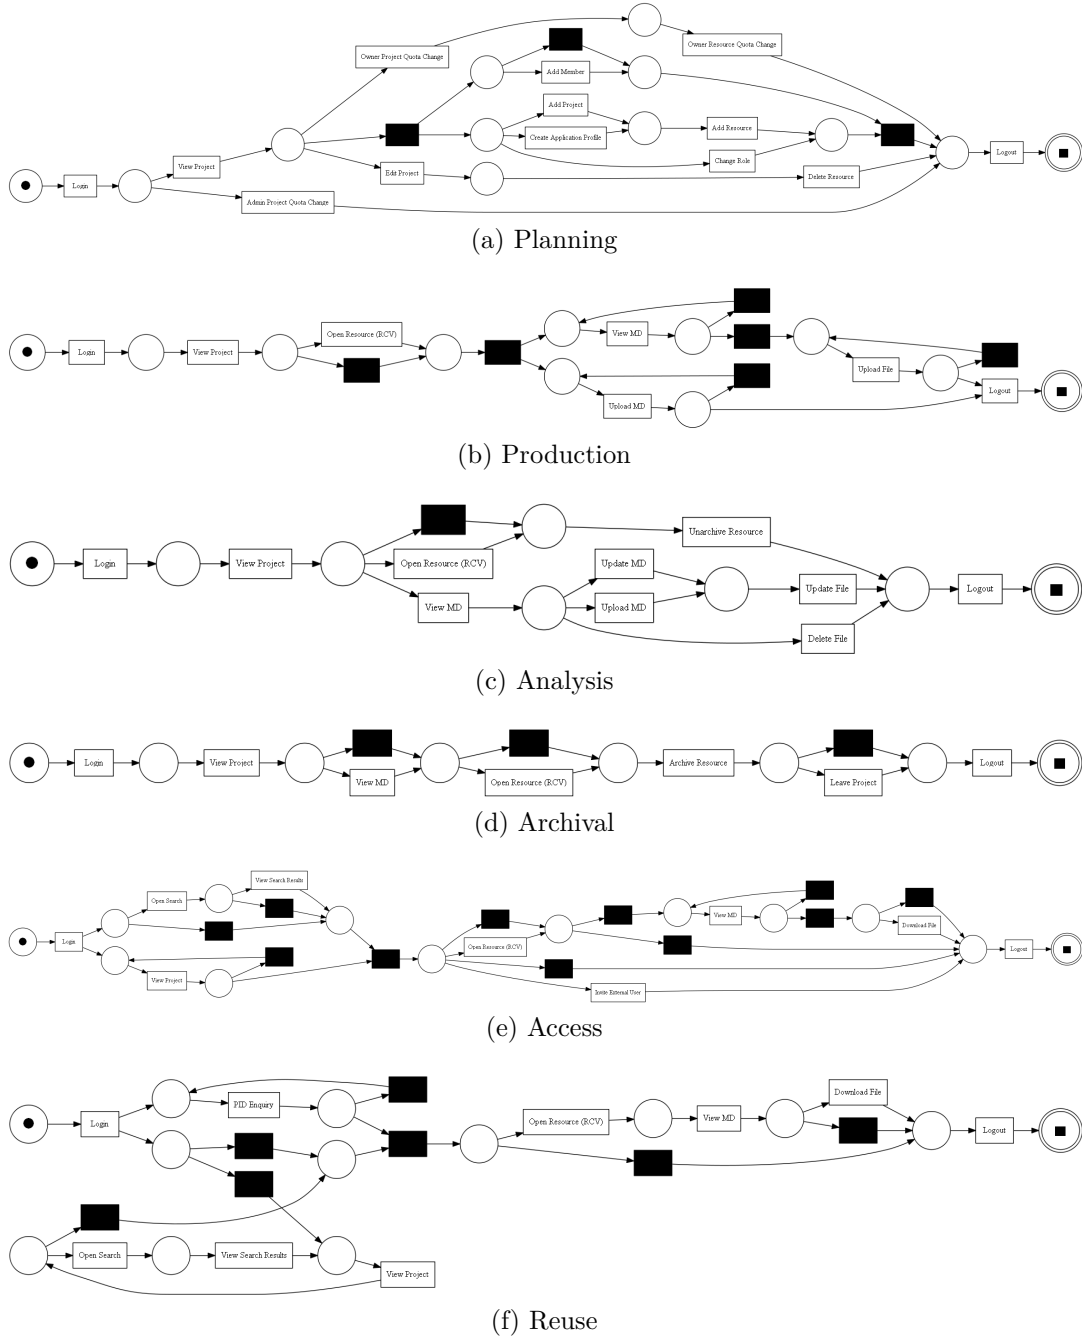 Owner Project Quota Change
Owner Resource Quota Change
Add Member
Add Project
Create Application Profile
Add Resource
Change Role
View Project
Edit Project
Delete Resource
Login
Admin Project Quota Change
Logout
(a) Planning
Open Resource (RCV)
View MD
Login
View Project
Upload File
Upload MD
Logout
(b) Production
Unarchive Resource
Login
View Project
Open Resource (RCV)
Update MD
View MD
Upload MD
Update File
Logout
Delete File
(c) Analysis
Login
View Project
View MD
Open Resource (RCV)
Archive Resource
Leave Project
Logout
(d) Archival
View Search Results
Open Search
Login
View Project
Open Resource (RCV)
View MD
Download File
Invite External User
Logout
(e) Access
Login
PID Enquiry
Open Resource (RCV)
View MD
Download File
Logout
Open Search
View Search Results
View Project
(f) Reuse